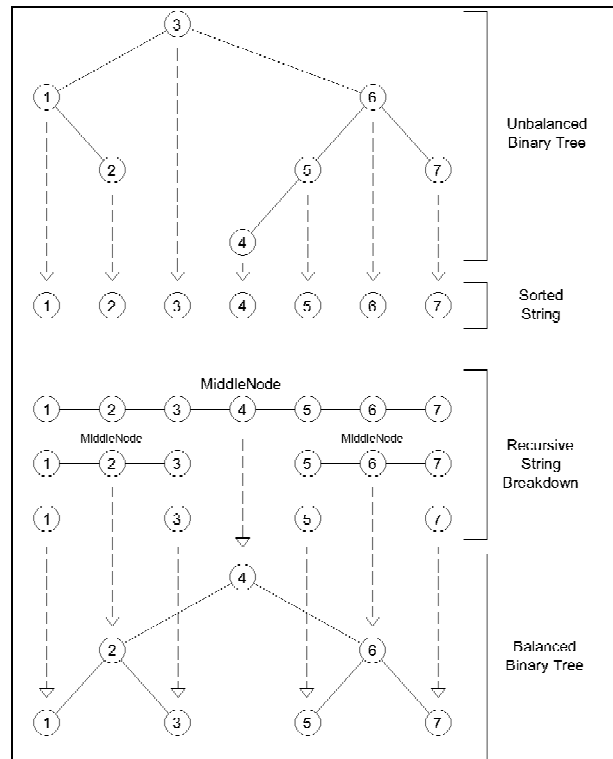 3
1 6
Unbalanced
Binary Tree
2 5 7
4
1 2 3 4 5 6 7
Sorted
String
MiddleNode
1 2 3 4 5 6 7
MiddleNode MiddleNode
1 2 3 5 6 7
Recursive
String
Breakdown
1 3 5 7
4
2 6
Balanced
Binary Tree
1 3 5 7